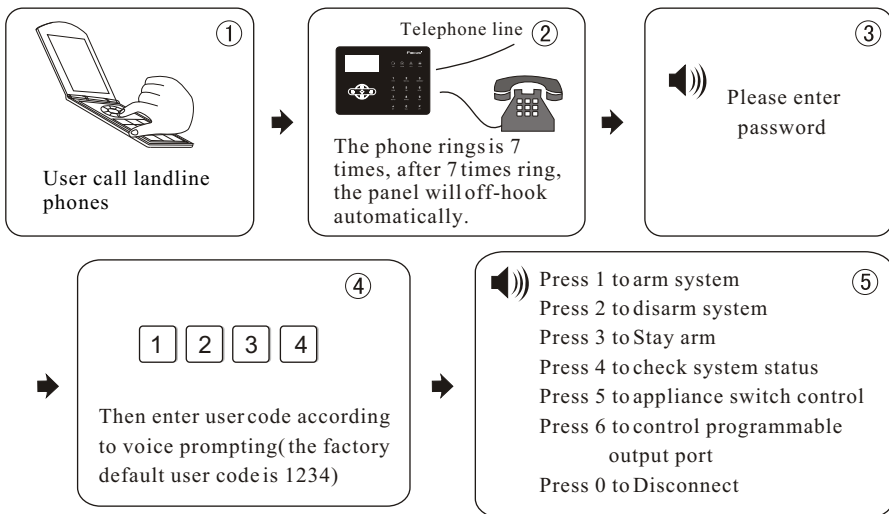 ①
User call landline
phones
Telephone line ②
Focus
The phone rings is 7
times, after 7 times ring,
the panel will off-hook
automatically.
③
Please enter
password
④
1 2 3 4
Then enter user code according
to voice prompting( the factory
default user code is 1234)
⑤
Press 1 to arm system
Press 2 to disarm system
Press 3 to Stay arm
Press 4 to check system status
Press 5 to appliance switch control
Press 6 to control programmable
output port
Press 0 to Disconnect